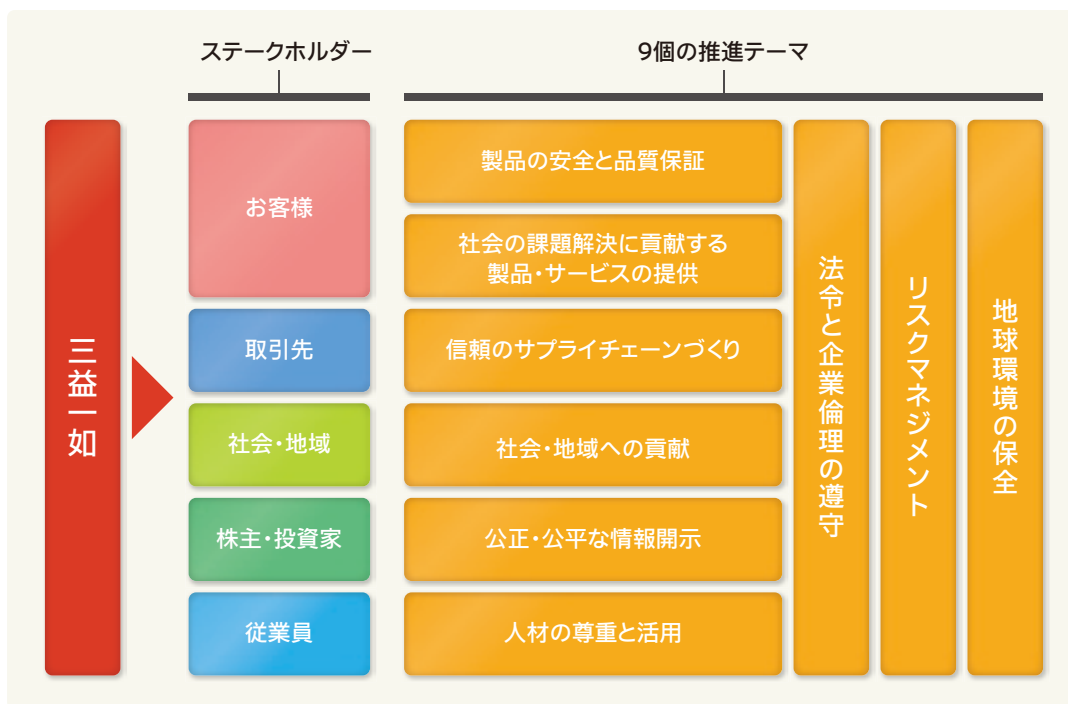 ステークホルダー
9個の推進テーマ
三益一如
お客様
製品の安全と品質保証
社会の課題解決に貢献する
製品・サービスの提供
取引先
信頼のサプライチェーンづくり
社会・地域
社会・地域への貢献
株主・投資家
公正・公平な情報開示
従業員
人材の尊重と活用
法令と企業倫理の遵守
リスクマネジメント
地球環境の保全